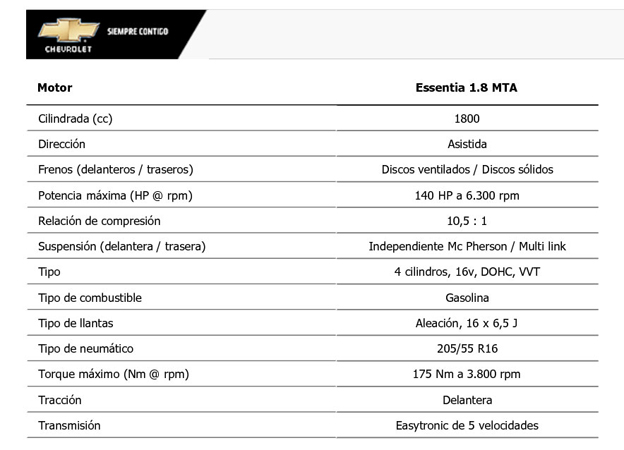 CHEVROLET
SIEMPRE CONTIGO
Motor Essentia 1.8 MTA
Cilindrada (cc) 1800
Dirección Asistida
Frenos (delanteros / traseros) Discos ventilados / Discos sólidos
Potencia máxima (HP @ rpm) 140 HP a 6.300 rpm
Relación de compresión 10,5 : 1
Suspensión (delantera / trasera) Independiente Mc Pherson / Multi link
Tipo 4 cilindros, 16v, DOHC, VVT
Tipo de combustible Gasolina
Tipo de llantas Aleación, 16 x 6,5 J
Tipo de neumático 205/55 R16
Torque máximo (Nm @ rpm) 175 Nm a 3.800 rpm
Tracción Delantera
Transmisión Easytronic de 5 velocidades